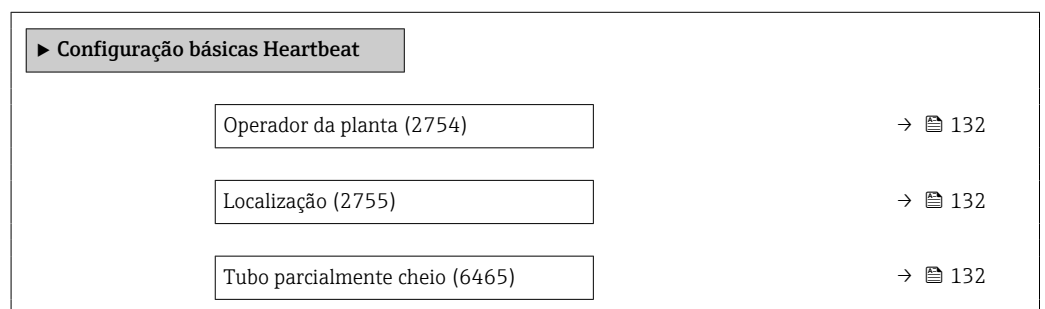 ▶ Configuração básicas Heartbeat
Operador da planta (2754) → 132
Localização (2755) → 132
Tubo parcialmente cheio (6465) → 132